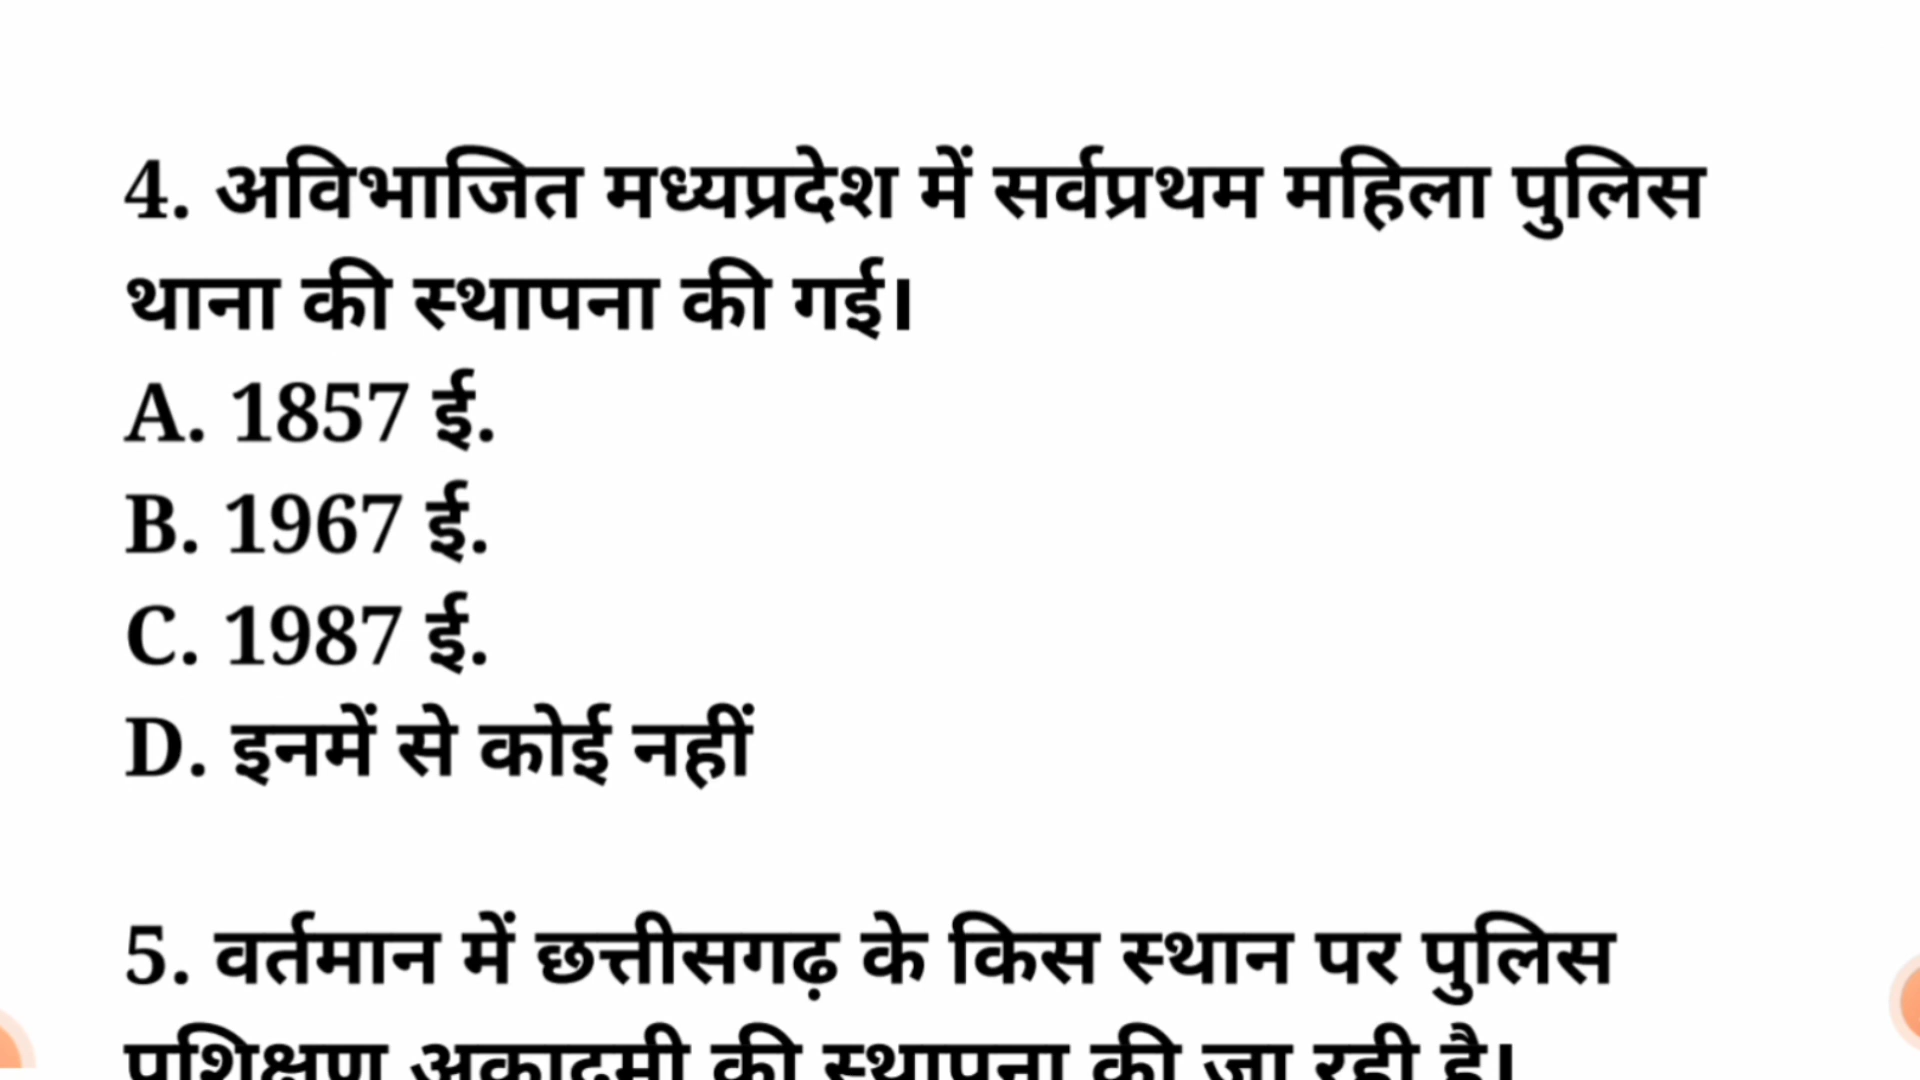 4. अविभाजित मध्यप्रदेश में सर्वप्रथम महिला पुलिस
थाना की स्थापना की गई।
A. 1857 ई.
B. 1967 ई.
C. 1987 ई.
D. इनमें से कोई नहीं
5. वर्तमान में छत्तीसगढ़ के किस स्थान पर पुलिस
प्रशिक्षण अकादमी की स्थापना की जा रही है।